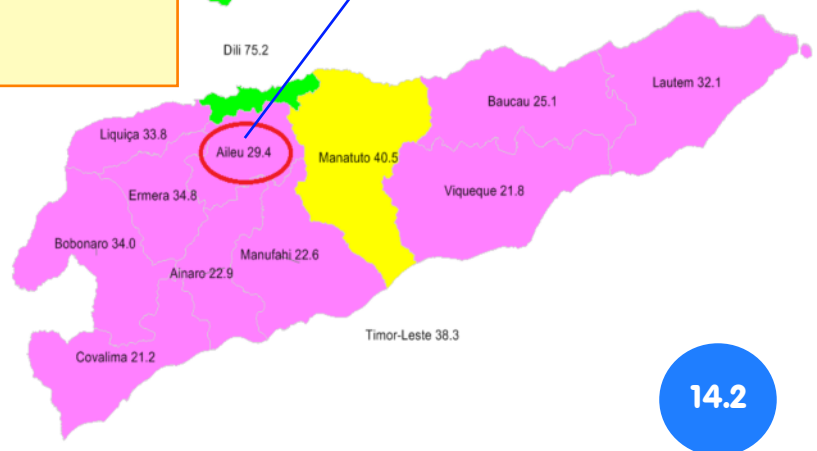 Dili 75.2
Lautem 32.1
Baucau 25.1
Liquiça 33.8
Aileu 29.4
Manatuto 40.5
Ermera 34.8
Viqueque 21.8
Bobonaro 34.0
Manufahi 22.6
Ainaro 22.9
Timor-Leste 38.3
Covalima 21.2
14.2